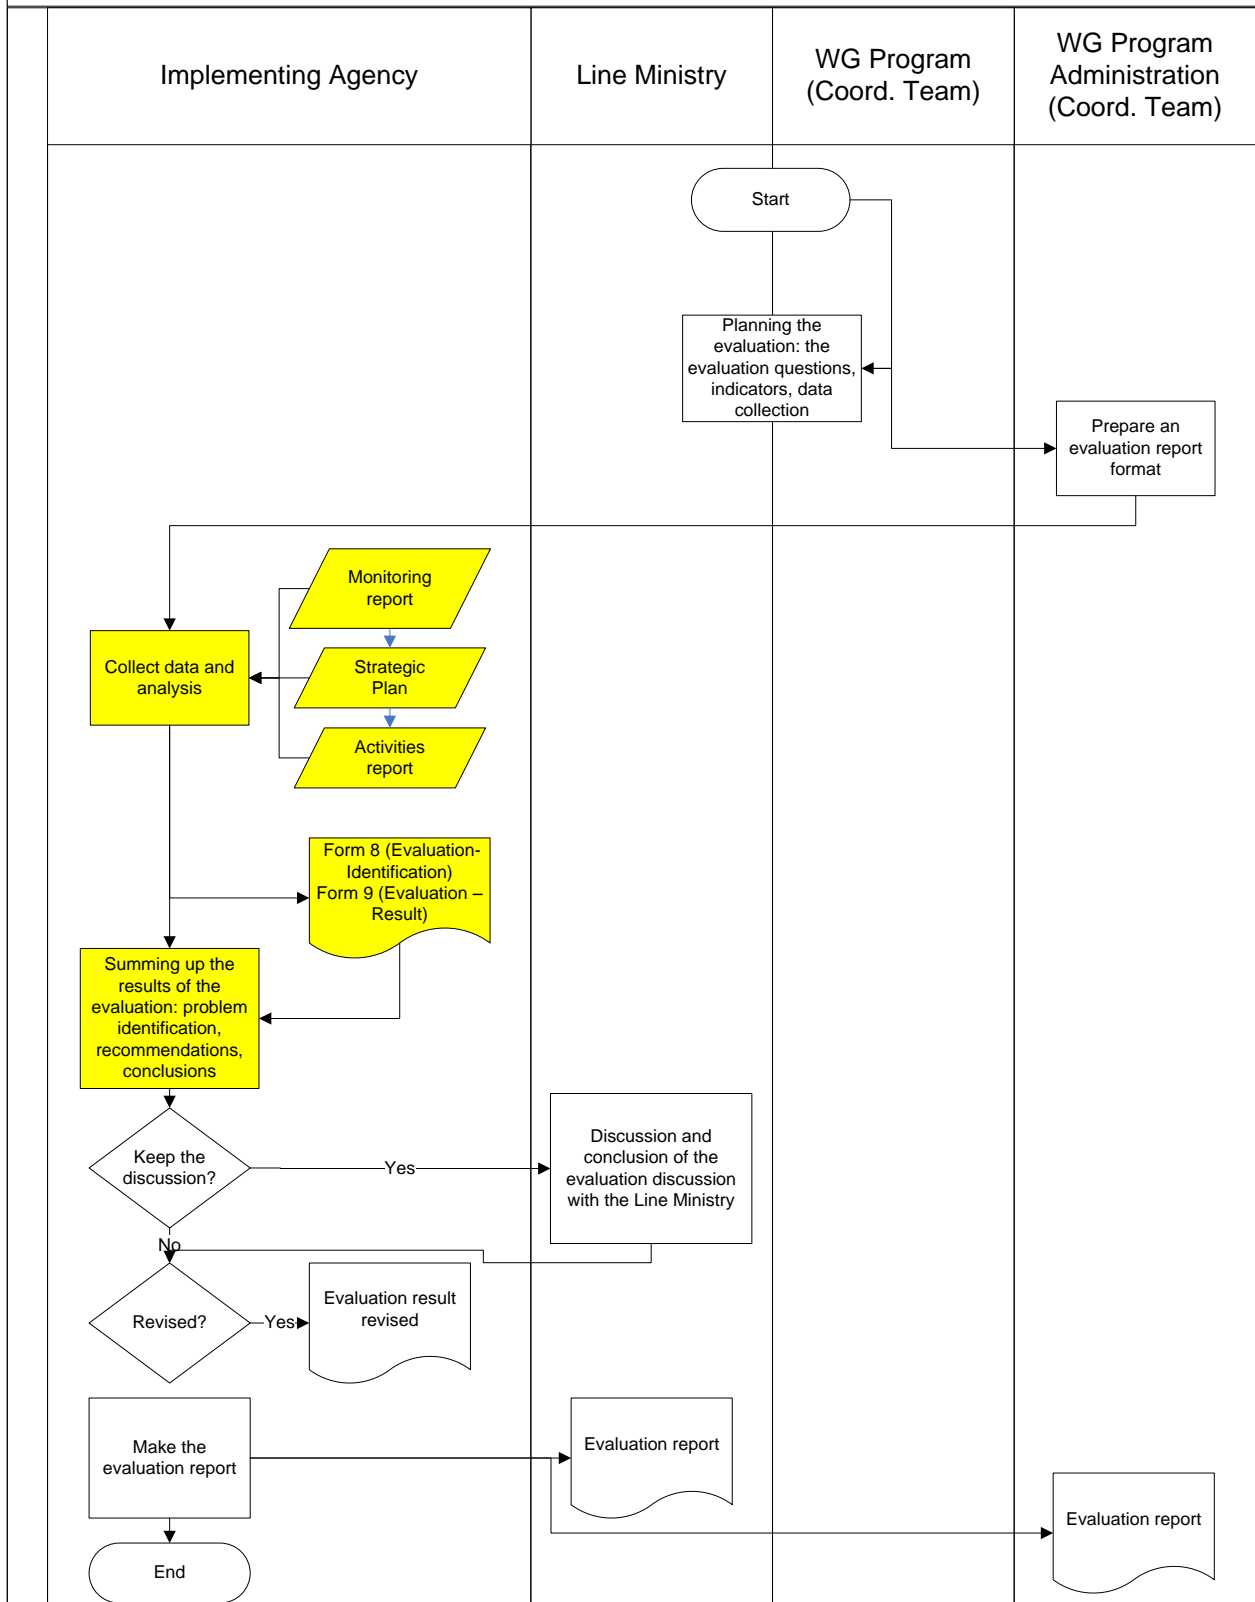 Implementing Agency
Line Ministry
WG Program
(Coord. Team)
WG Program
Administration
(Coord. Team)
Start
Planning the
evaluation: the
evaluation questions,
indicators, data
collection
Prepare an
evaluation report
format
Monitoring
report
Collect data and
analysis
Strategic
Plan
Activities
report
Form 8 (Evaluation-
Identification)
Form 9 (Evaluation –
Result)
Summing up the
results of the
evaluation: problem
identification,
recommendations,
conclusions
Keep the
discussion?
Yes
Discussion and
conclusion of the
evaluation discussion
with the Line Ministry
No
Revised?
Yes
Evaluation result
revised
Make the
evaluation report
Evaluation report
Evaluation report
End